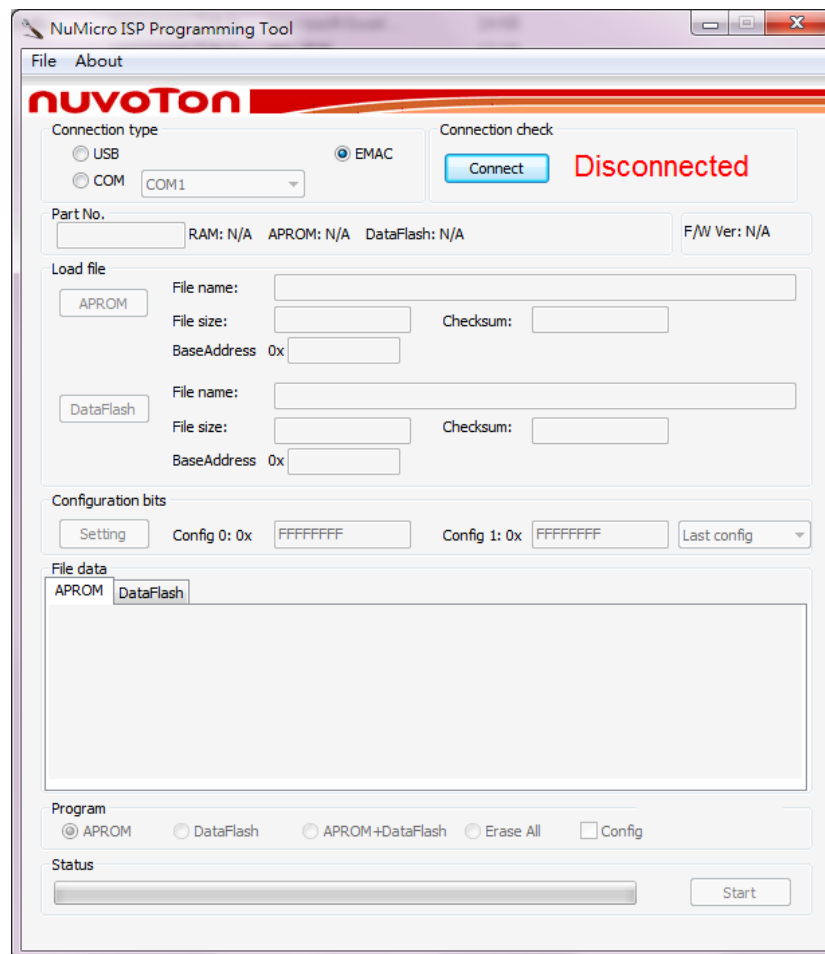 NuMicro ISP Programming Tool
File About
nuvoTon
Connection type
USB
EMAC
COM COM1
Connection check
Connect Disconnected
Part No.
RAM: N/A APROM: N/A DataFlash: N/A
F/W Ver: N/A
Load file
APROM
File name:
File size: Checksum:
BaseAddress 0x
DataFlash
File name:
File size: Checksum:
BaseAddress 0x
Configuration bits
Setting Config 0: 0x FFFFFFFF Config 1: 0x FFFFFFFF Last config
File data
APROM DataFlash
Program
APROM DataFlash APROM+DataFlash Erase All Config
Status
Start